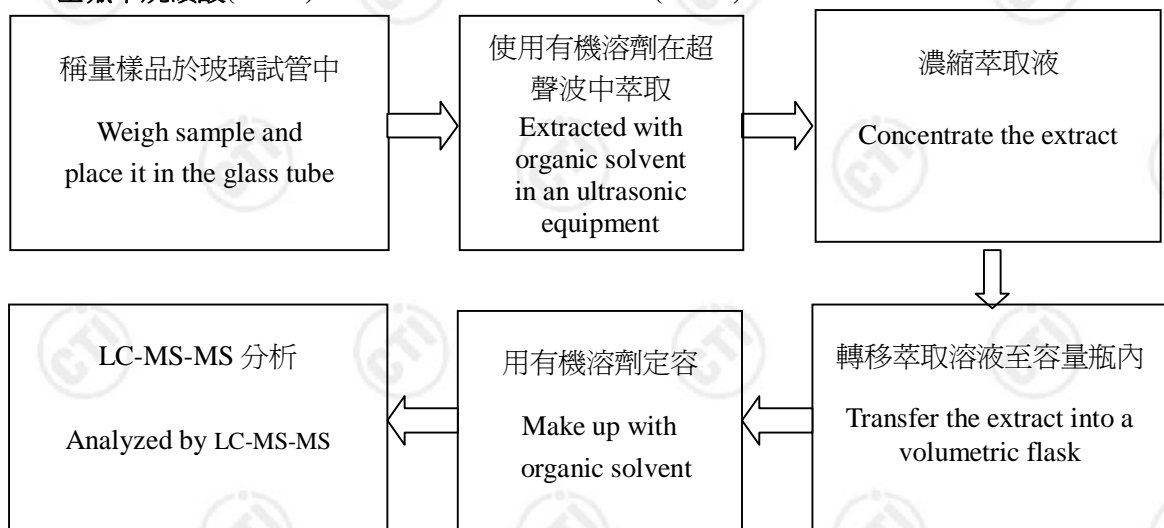 稱量樣品於玻璃試管中
Weigh sample and
place it in the glass tube
使用有機溶劑在超
聲波中萃取
Extracted with
organic solvent
in an ultrasonic
equipment
濃縮萃取液
Concentrate the extract
轉移萃取溶液至容量瓶內
Transfer the extract into a
volumetric flask
用有機溶劑定容
Make up with
organic solvent
LC-MS-MS 分析
Analyzed by LC-MS-MS
CTI